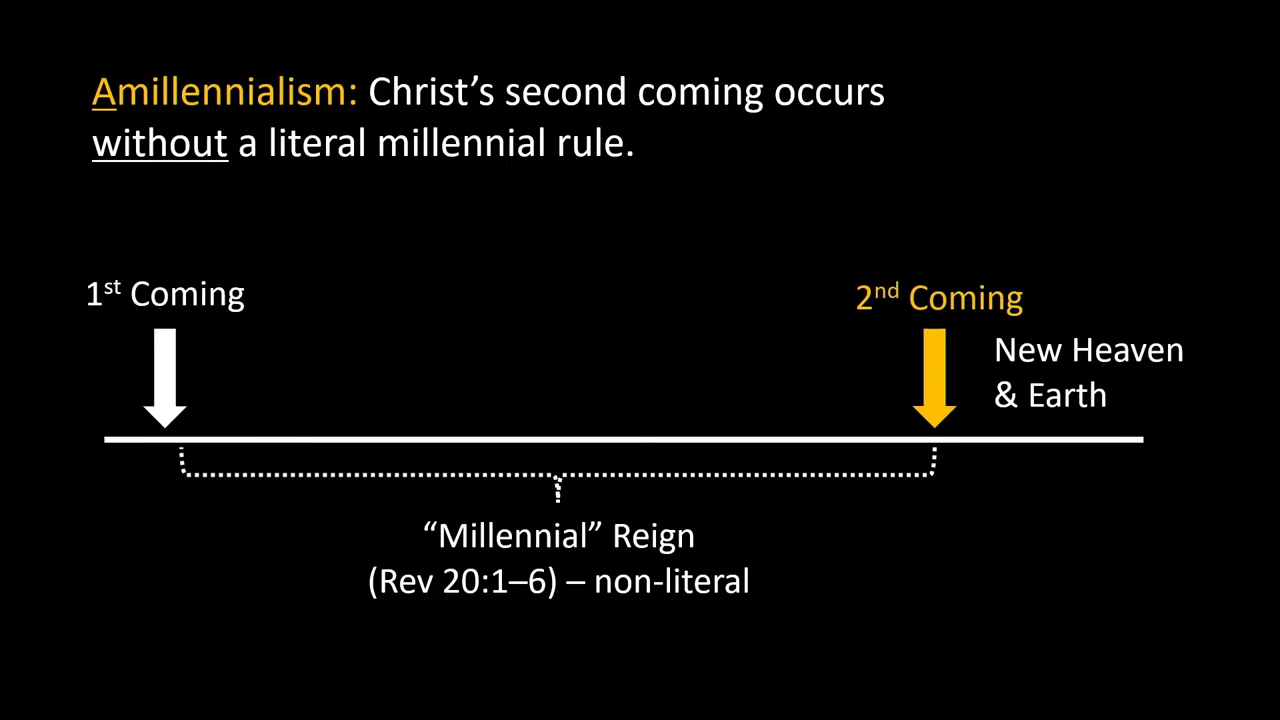 Amillennialism: Christ’s second coming occurs
without a literal millennial rule.
1st Coming
2nd Coming
New Heaven
& Earth
“Millennial” Reign
(Rev 20:1–6) – non-literal